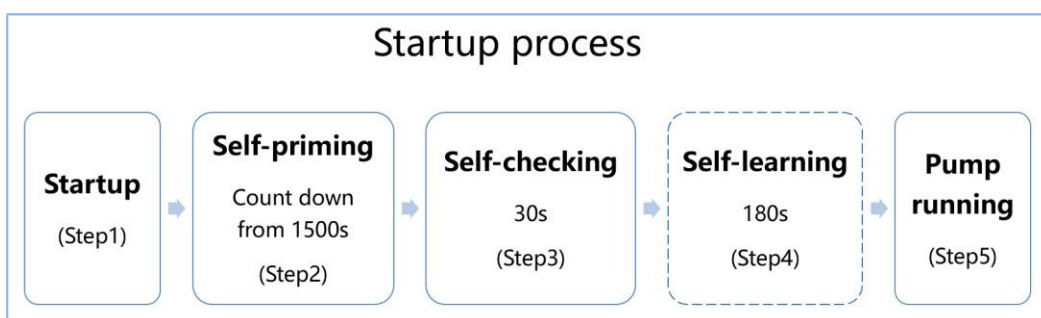 Startup process
Startup
(Step1)
Self-priming
Count down
from 1500s
(Step2)
Self-checking
30s
(Step3)
Self-learning
180s
(Step4)
Pump
running
(Step5)